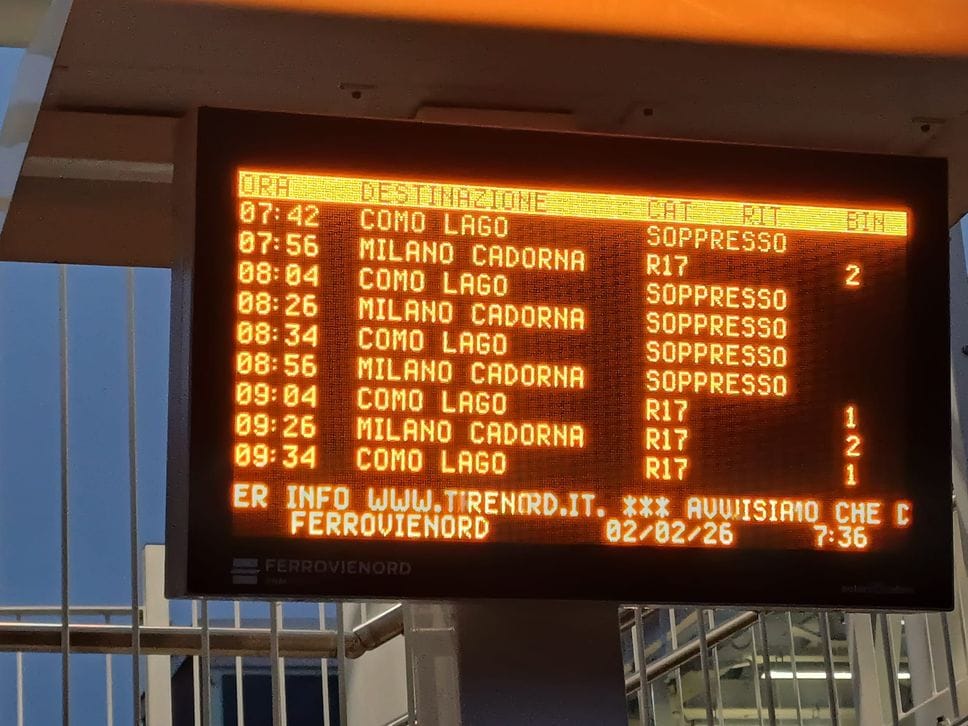 ORA DESTINAZIONE CAT RIT BIN
07:42 COMO LAGO SOPPRESSO
07:56 MILANO CADORNA R17 2
08:04 COMO LAGO SOPPRESSO
08:26 MILANO CADORNA SOPPRESSO
08:34 COMO LAGO SOPPRESSO
08:56 MILANO CADORNA SOPPRESSO
09:04 COMO LAGO R17 1
09:26 MILANO CADORNA R17 2
09:34 COMO LAGO R17 1
ER INFO WWW.TRENORD.IT. *** AVVISIAMO CHE C
FERROVIENORD 02/02/26 7:36
FERROVIENORD